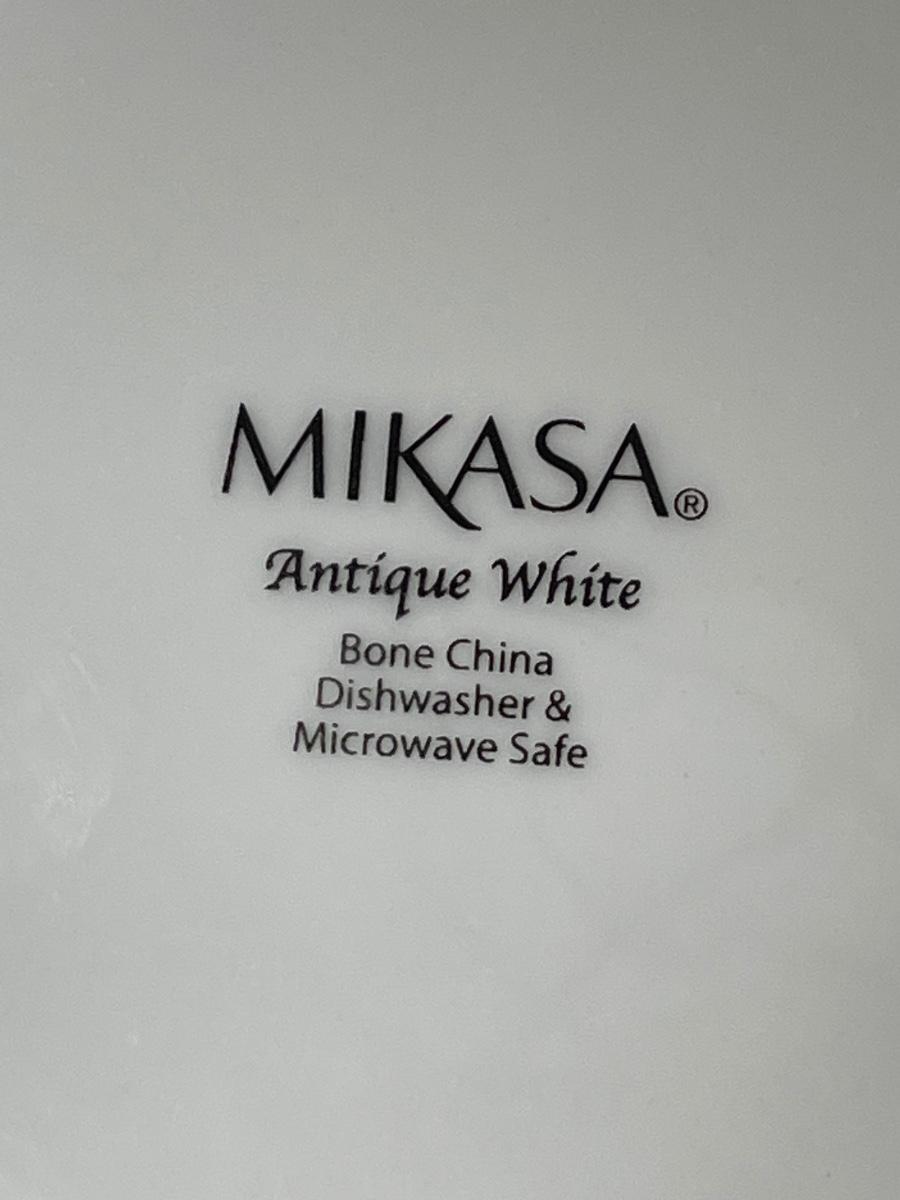 MIKASA®
Antique White
Bone China
Dishwasher &
Microwave Safe